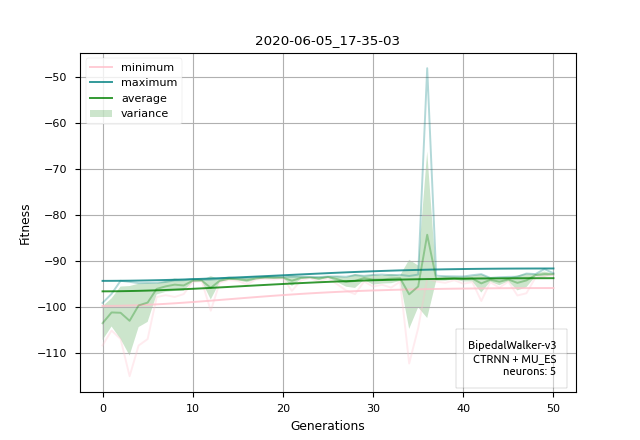 2020-06-05_17-35-03
minimum
maximum
average
variance
−50
−60
−70
−80
−90
−100
−110
Fitness
0
10
20
30
40
50
Generations
BipedalWalker-v3
CTRNN + MU_ES
neurons: 5